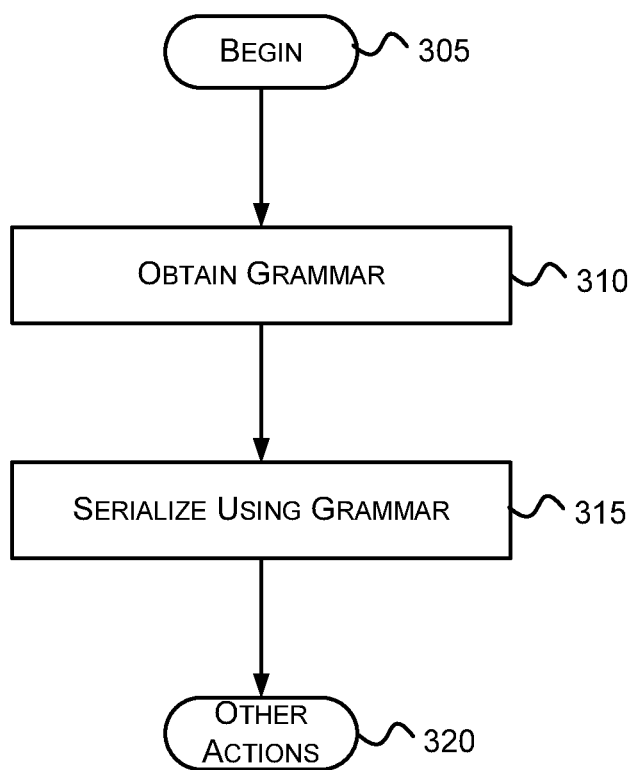 BEGIN
305
OBTAIN GRAMMAR
310
SERIALIZE USING GRAMMAR
315
OTHER
ACTIONS
320